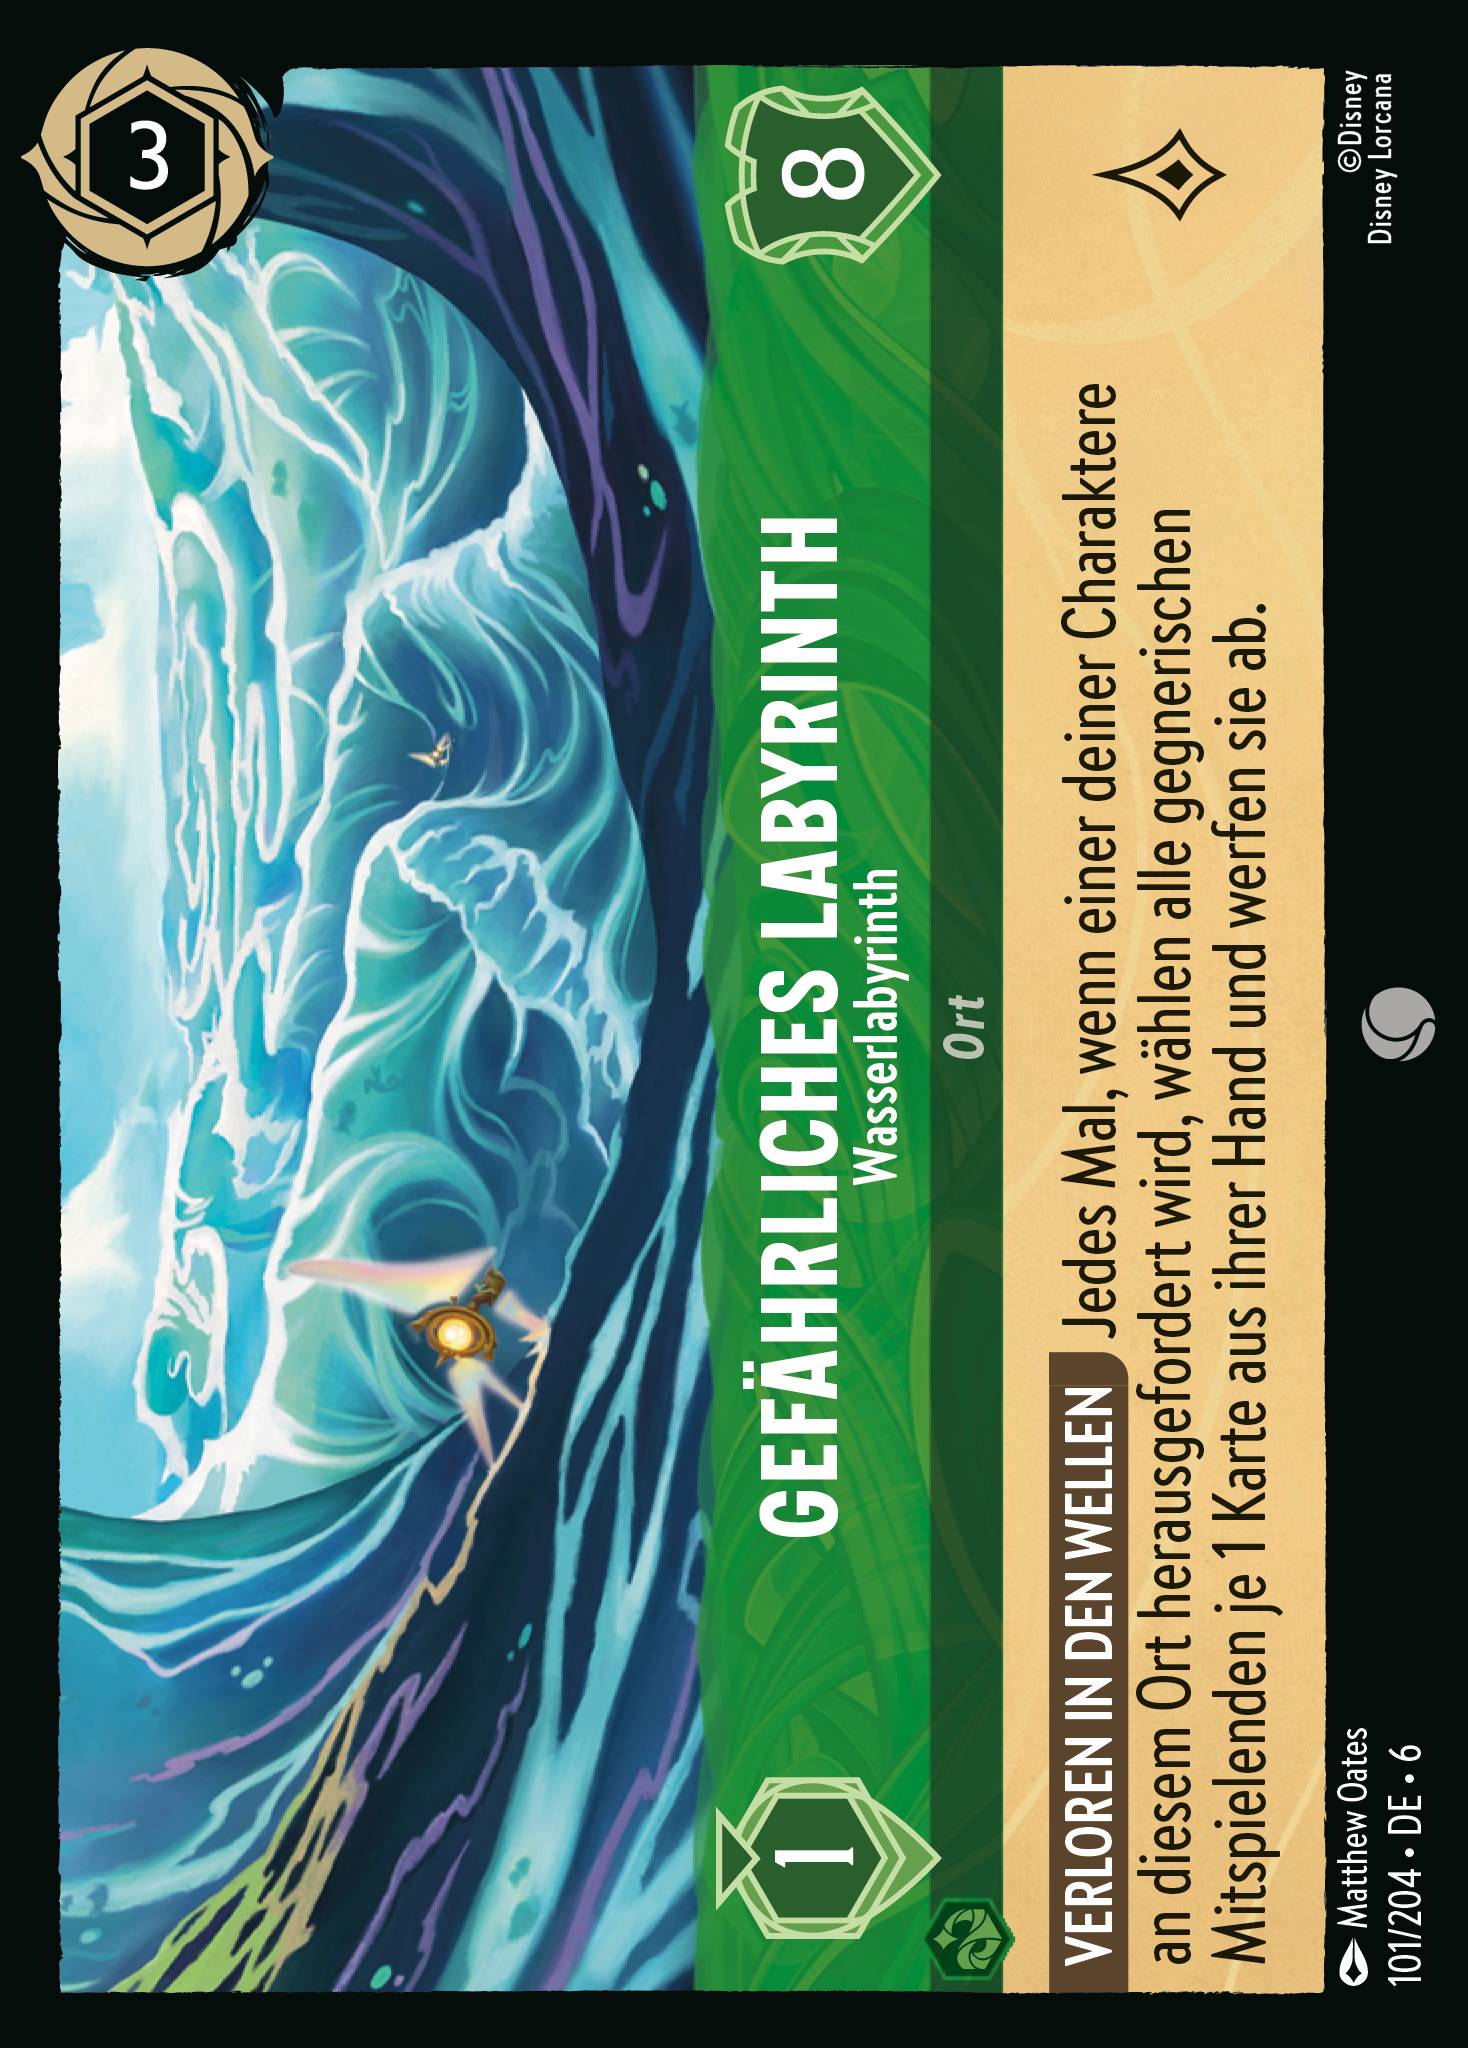 3
GEFÄHRLICHES LABYRINTH
Wasserlabyrinth
1
8
Ort
VERLOREN IN DEN WELLEN Jedes Mal, wenn einer deiner Charaktere
an diesem Ort herausgefordert wird, wählen alle gegnerischen
Mitspielenden je 1 Karte aus ihrer Hand und werfen sie ab.
Matthew Oates
101/204 • DE • 6
©Disney
Disney Lorcana